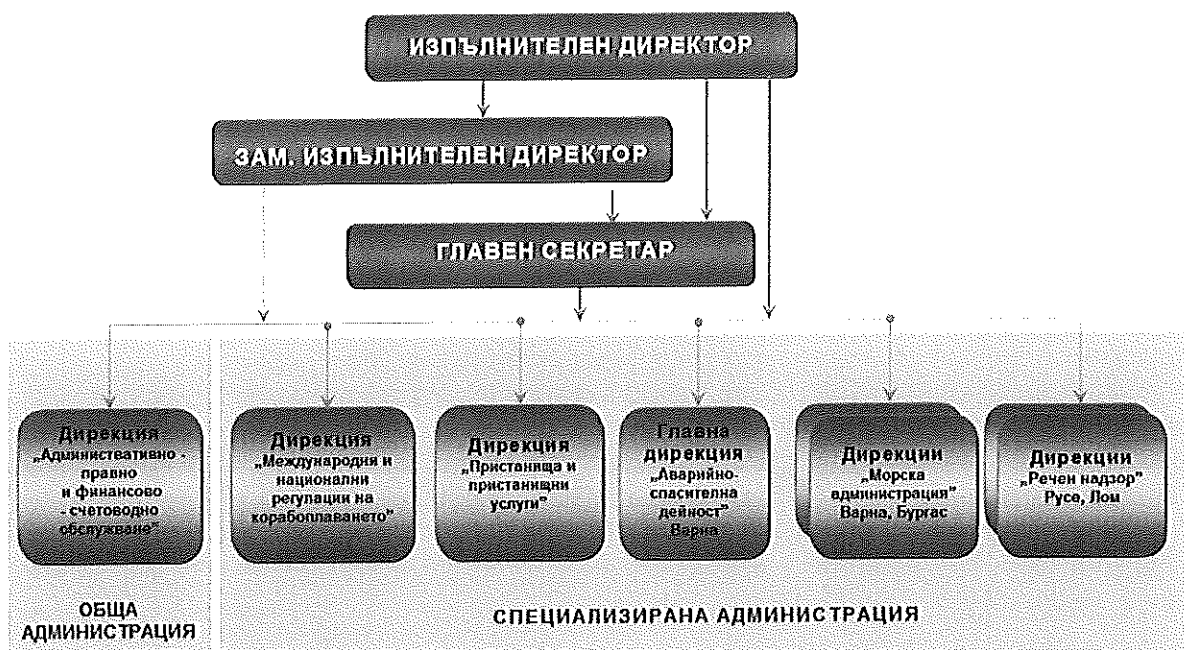 ИЗПЪЛНИТЕЛЕН ДИРЕКТОР
ЗАМ. ИЗПЪЛНИТЕЛЕН ДИРЕКТОР
ГЛАВЕН СЕКРЕТАР
Дирекция
„Административно -
правно
и финансово
- счетоводно
обслужване"
Дирекция
„Международни и
национални
регулации на
корабоплаването"
Дирекция
„Пристанища и
пристанищни
услуги"
Главна
дирекция
„Аварийно-
спасителна
дейност"
Варна
Дирекции
„Морска
администрация"
Варна, Бургас
Дирекции
„Речен надзор"
Русе, Лом
ОБЩА
АДМИНИСТРАЦИЯ
СПЕЦИАЛИЗИРАНА АДМИНИСТРАЦИЯ